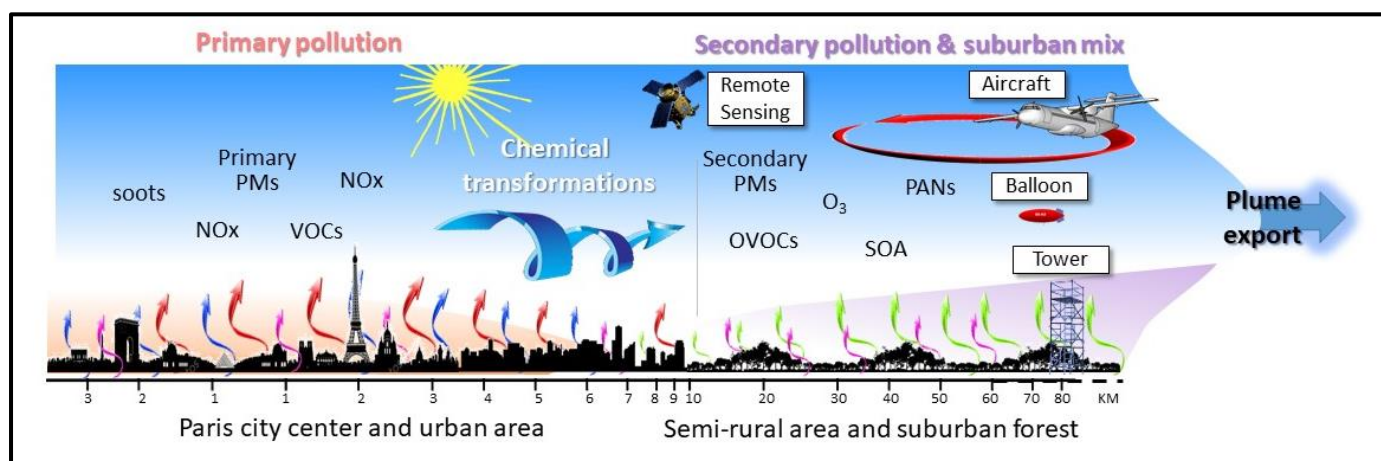 Primary pollution
Secondary pollution & suburban mix
Remote
Sensing
Aircraft
Chemical
transformations
soots
Primary
PMs
NOx
NOx
VOCs
Secondary
PMs
O3
PANs
OVOCs
SOA
Balloon
Tower
Plume
export
3 2 1 1 2 3 4 5 6 7 8 9 10 20 30 40 50 60 70 80 KM
Paris city center and urban area
Semi-rural area and suburban forest